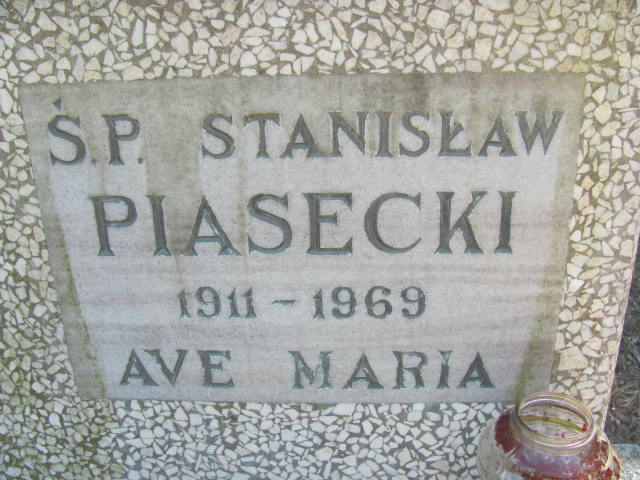 Ś.P. STANISŁAW
PIASECKI
1911 – 1969
AVE MARIA